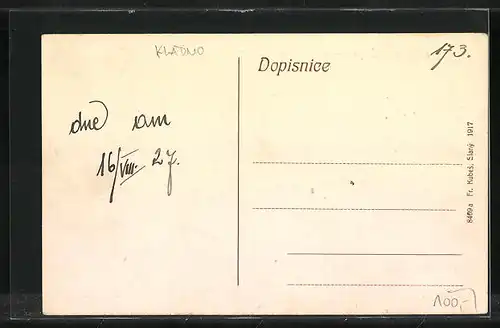 KLADNO
173.
Dopisnice
dne am
16/VIII. 27.
8469a Fr. Kubeš, Slaný 1917
100,-